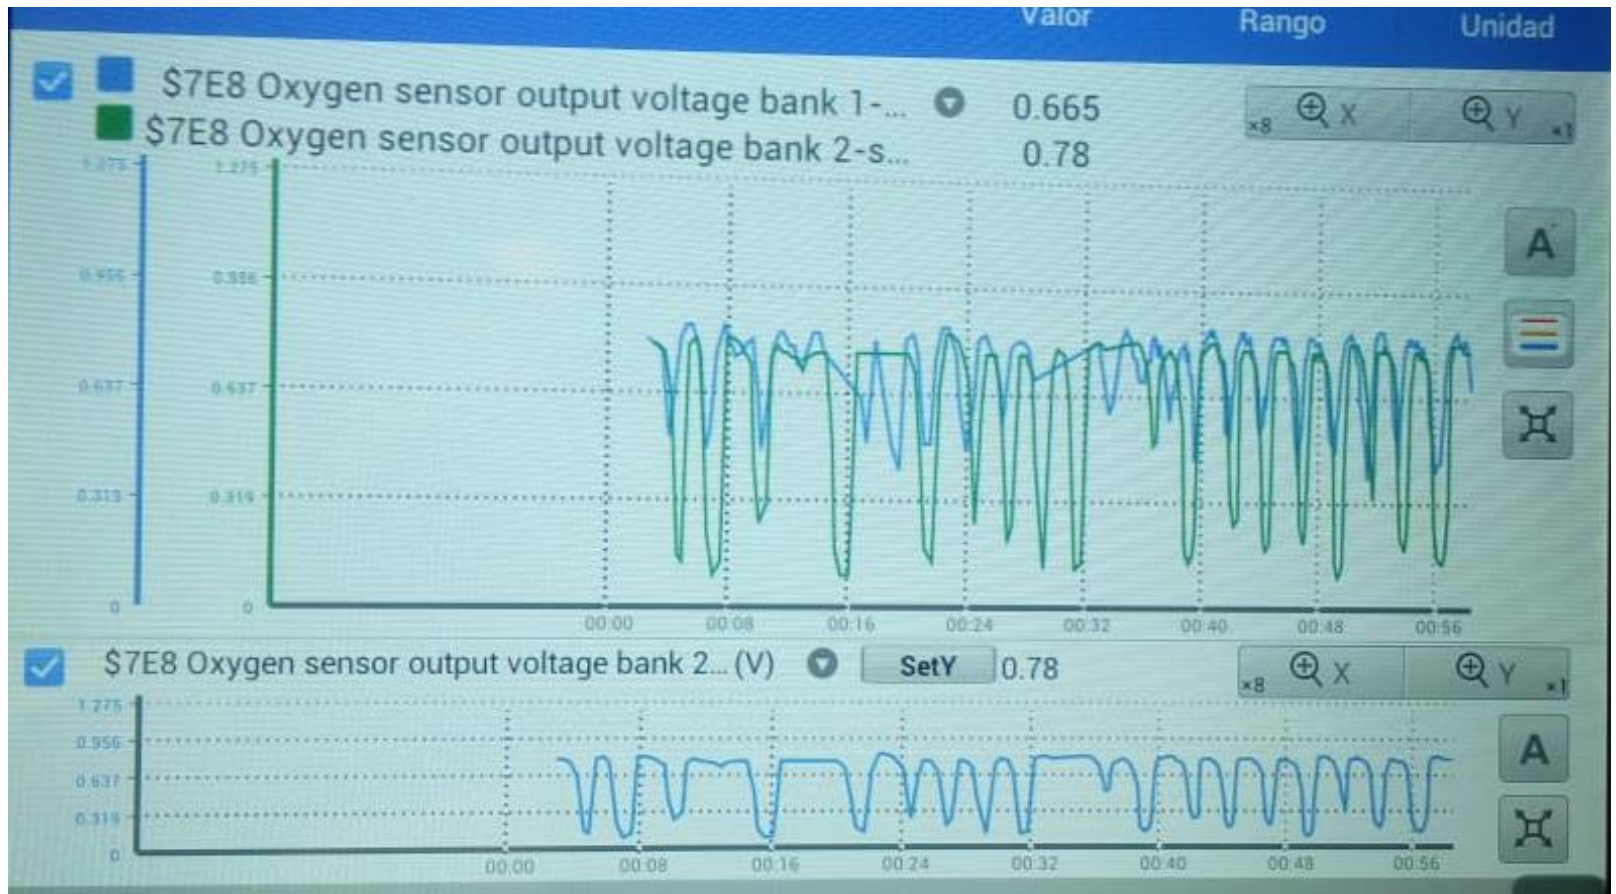 Valor Rango Unidad
$7E8 Oxygen sensor output voltage bank 1-... 0.665 ×8 X Y ×1
$7E8 Oxygen sensor output voltage bank 2-s... 0.78
1.275 1.275
0.956 0.956
0.637 0.637
0.319 0.319
0 0
00:00 00:08 00:16 00:24 00:32 00:40 00:48 00:56
A
$7E8 Oxygen sensor output voltage bank 2... (V) SetY 0.78 ×8 X Y ×1
1.275
0.956
0.637
0.319
0
00:00 00:08 00:16 00:24 00:32 00:40 00:48 00:56
A